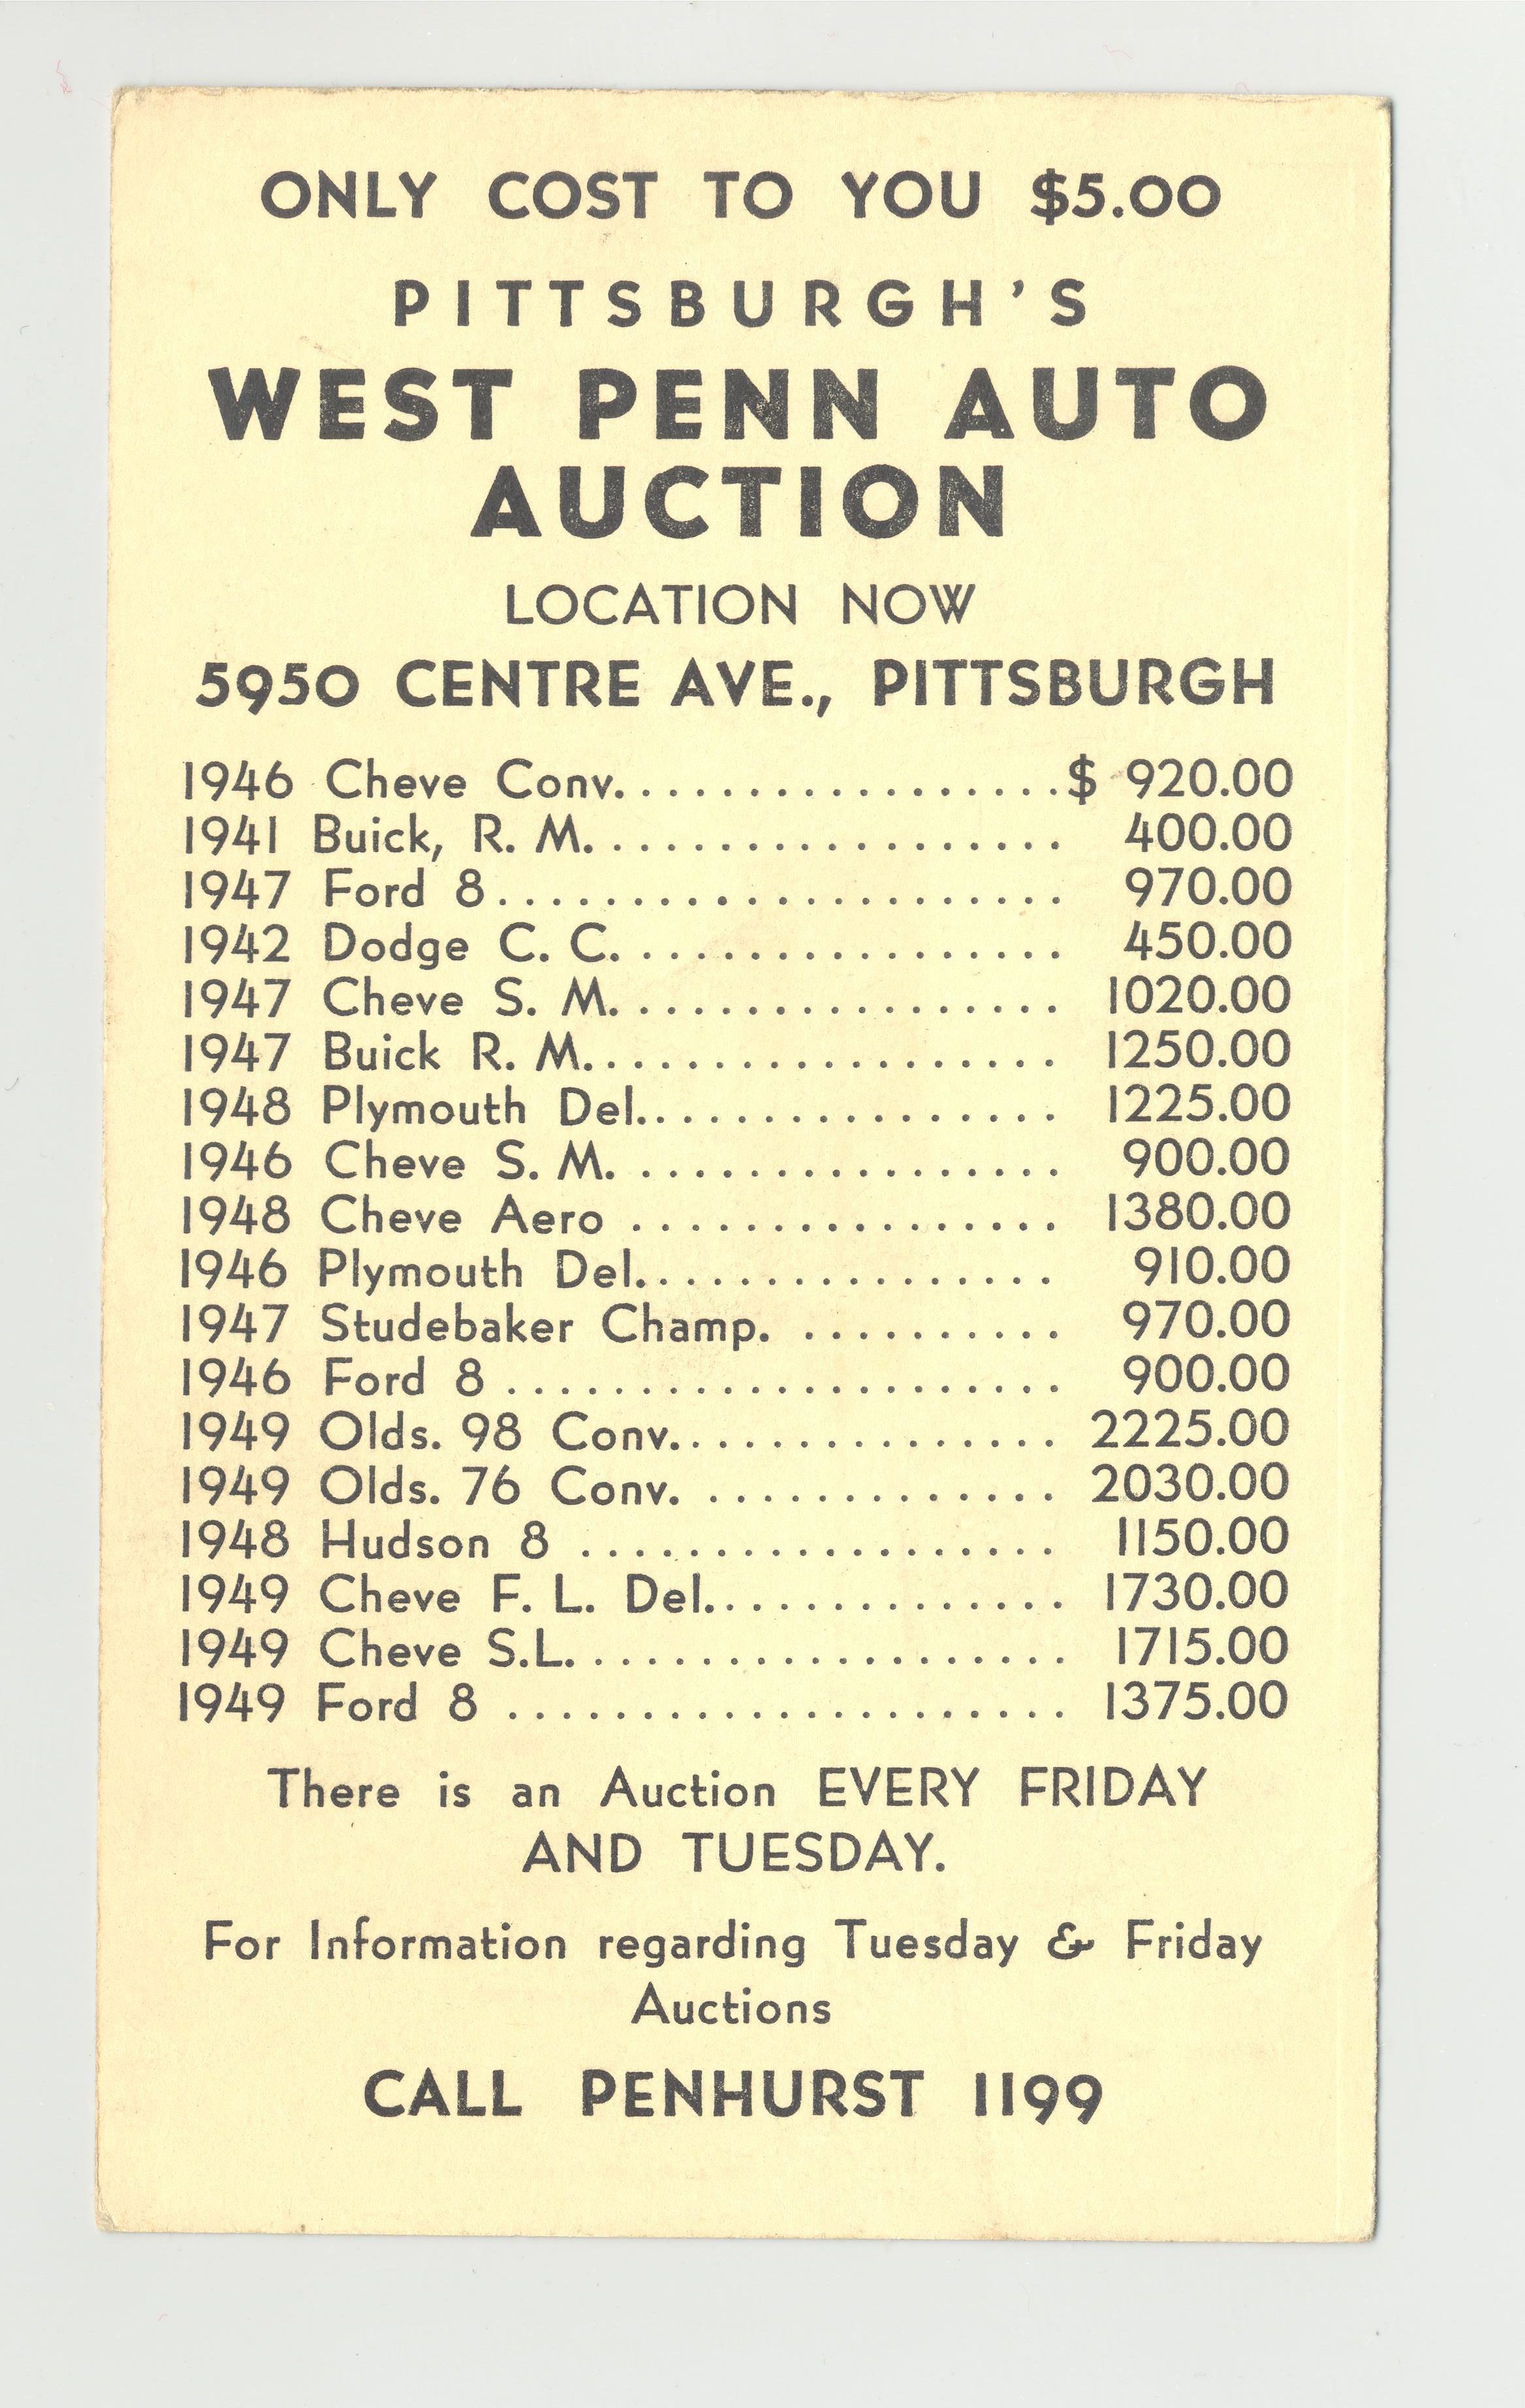 ONLY COST TO YOU $5.00
PITTSBURGH'S
WEST PENN AUTO
AUCTION
LOCATION NOW
5950 CENTRE AVE., PITTSBURGH
1946 Cheve Conv..................$ 920.00
1941 Buick, R. M.................. 400.00
1947 Ford 8...................... 970.00
1942 Dodge C. C. ................ 450.00
1947 Cheve S. M. ................ 1020.00
1947 Buick R. M.................. 1250.00
1948 Plymouth Del................ 1225.00
1946 Cheve S. M. ................ 900.00
1948 Cheve Aero ................ 1380.00
1946 Plymouth Del................ 910.00
1947 Studebaker Champ. .......... 970.00
1946 Ford 8 ..................... 900.00
1949 Olds. 98 Conv............... 2225.00
1949 Olds. 76 Conv. ............. 2030.00
1948 Hudson 8 .................. 1150.00
1949 Cheve F. L. Del.............. 1730.00
1949 Cheve S.L................... 1715.00
1949 Ford 8 ..................... 1375.00
There is an Auction EVERY FRIDAY
AND TUESDAY.
For Information regarding Tuesday & Friday
Auctions
CALL PENHURST 1199